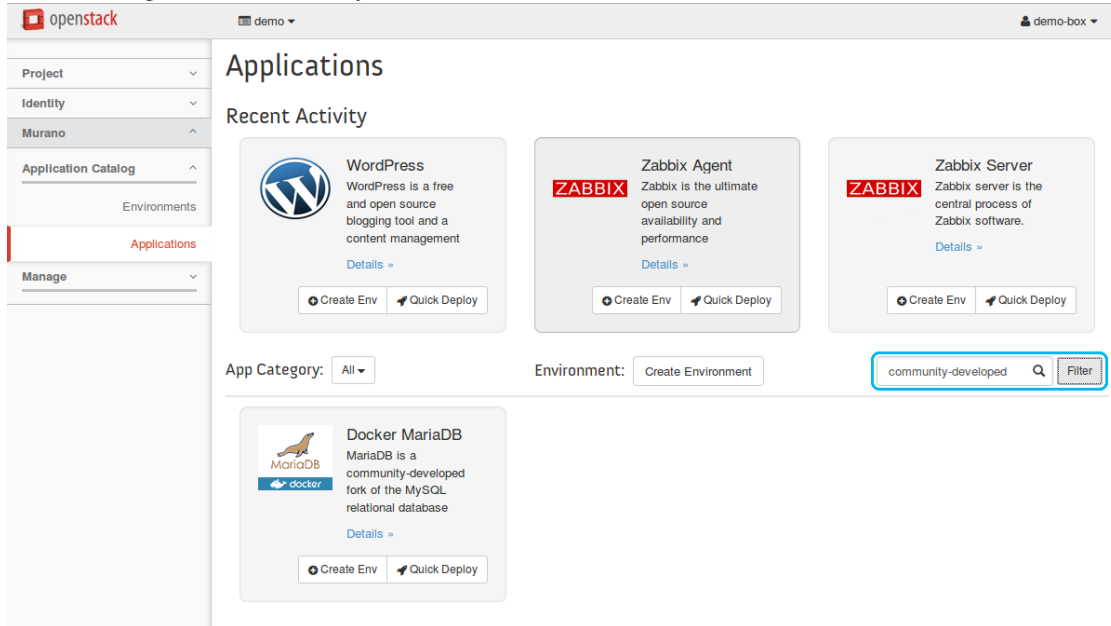 openstack
demo
demo-box
Project
Identity
Murano
Application Catalog
Environments
Applications
Manage
Applications
Recent Activity
WordPress
WordPress is a free
and open source
blogging tool and a
content management
Details »
Create Env
Quick Deploy
ZABBIX
Zabbix Agent
Zabbix is the ultimate
open source
availability and
performance
Details »
Create Env
Quick Deploy
ZABBIX
Zabbix Server
Zabbix server is the
central process of
Zabbix software.
Details »
Create Env
Quick Deploy
App Category:
All
Environment:
Create Environment
community-developed
Filter
MariaDB
docker
Docker MariaDB
MariaDB is a
community-developed
fork of the MySQL
relational database
Details »
Create Env
Quick Deploy